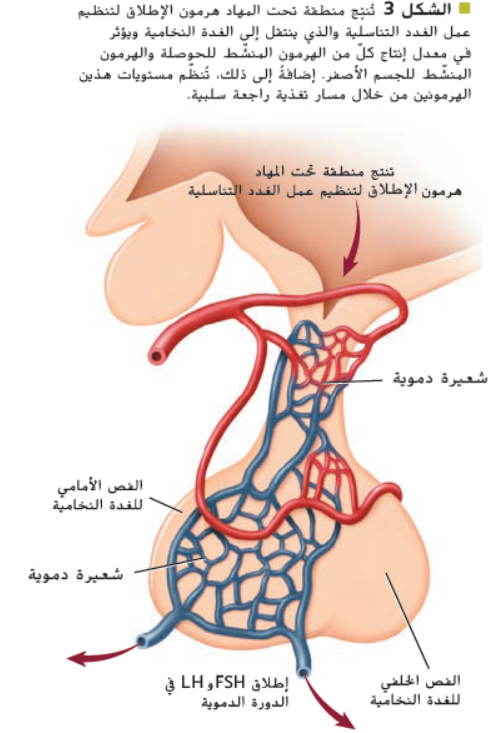 الشكل 3 تُنتِج منطقة تحت المهاد هرمون الإطلاق لتنظيم
عمل الغدد التناسلية والذي ينتقل إلى الغدة النخامية ويؤثر
في معدل إنتاج كلّ من الهرمون المنشّط للحوصلة والهرمون
المنشّط للجسم الأصفر. إضافةً إلى ذلك، تُنظَّم مستويات هذين
الهرمونين من خلال مسار تغذية راجعة سلبية.
تنتج منطقة تحت المهاد
هرمون الإطلاق لتنظيم عمل الغدد التناسلية
شعيرة دموية
الفص الأمامي
للغدة النخامية
شعيرة دموية
إطلاق FSH و LH في
الدورة الدموية
الفص الخلفي
للغدة النخامية